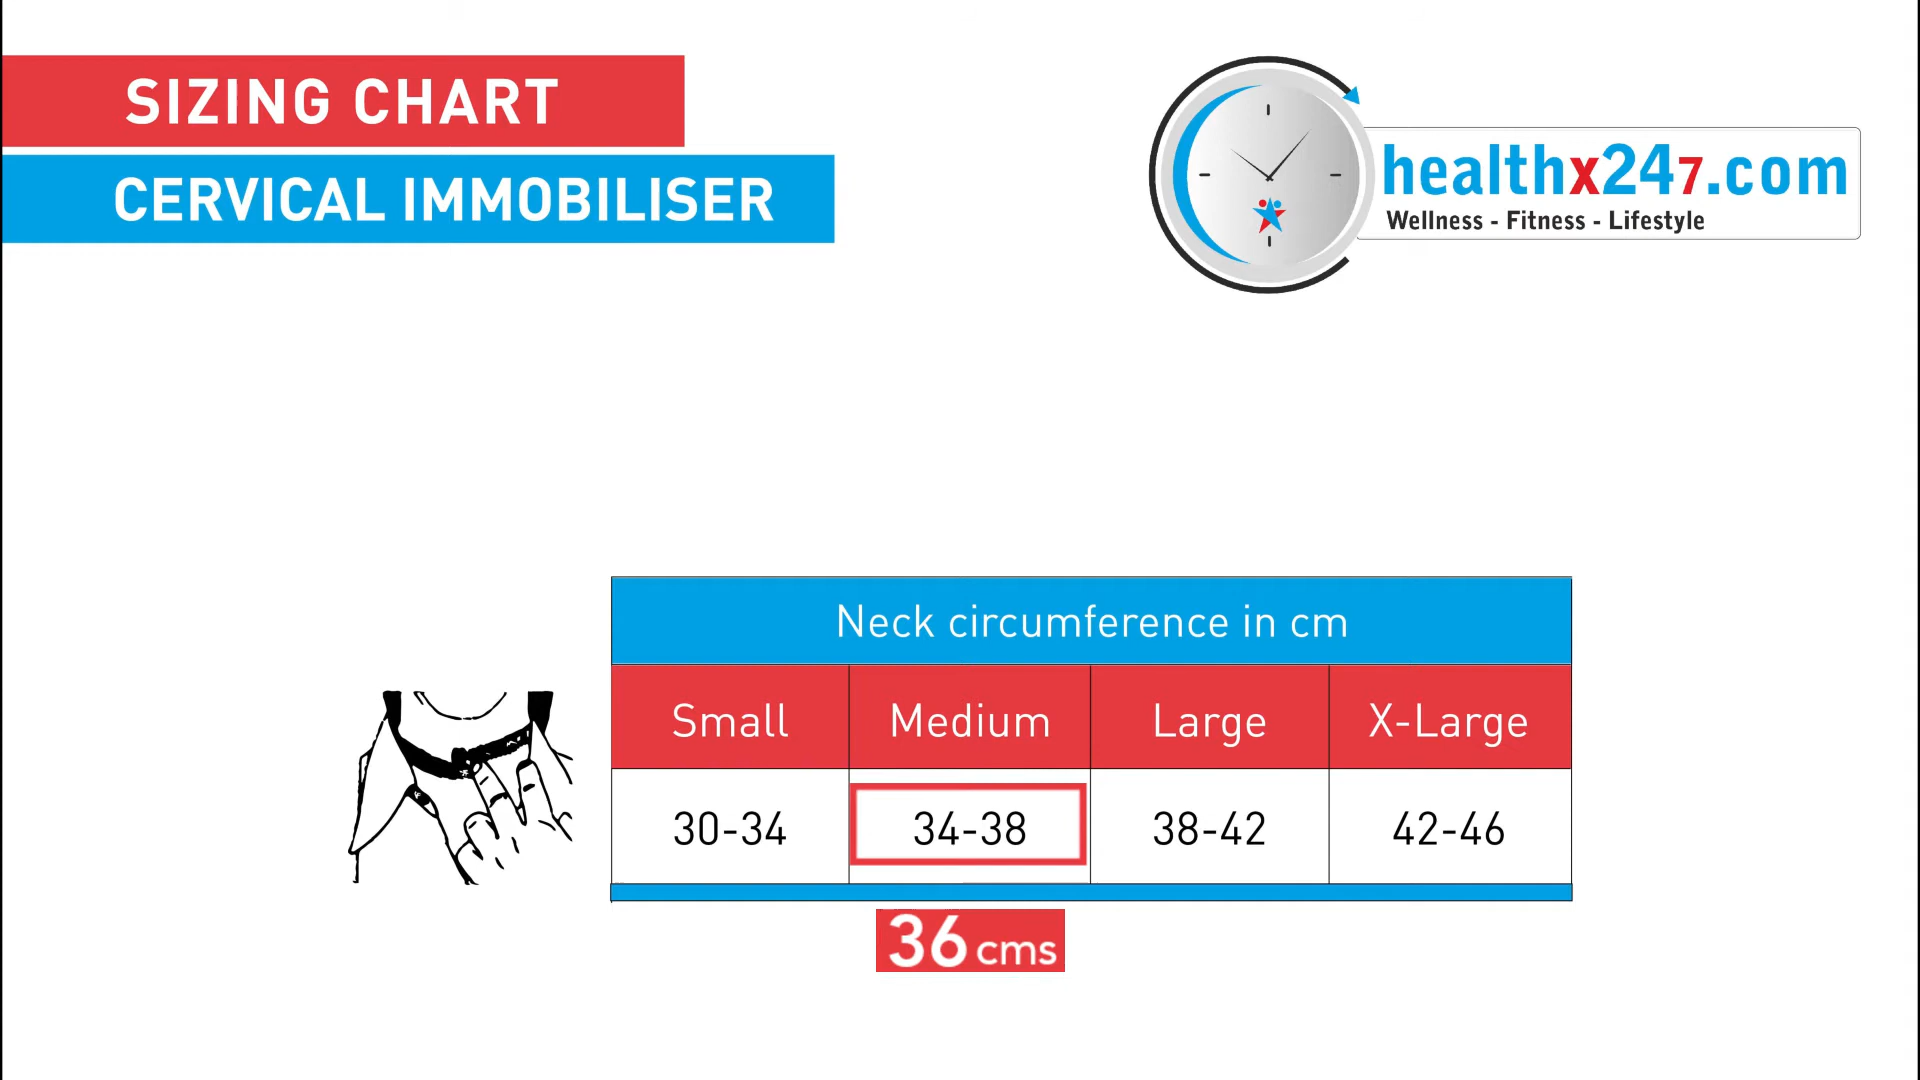 SIZING CHART
CERVICAL IMMOBILISER
healthx247.com
Wellness - Fitness - Lifestyle
Neck circumference in cm
Small Medium Large X-Large
30-34 34-38 38-42 42-46
36 cms